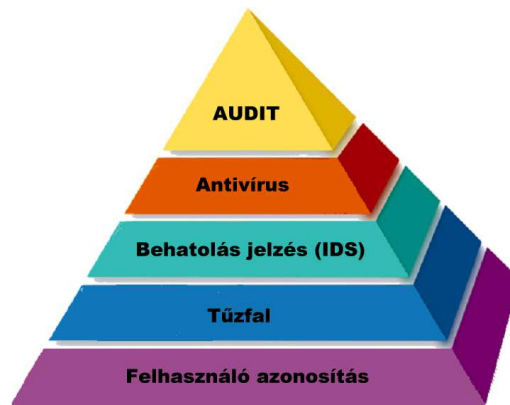 AUDIT
Antivírus
Behatolás jelzés (IDS)
Tűzfal
Felhasználó azonosítás